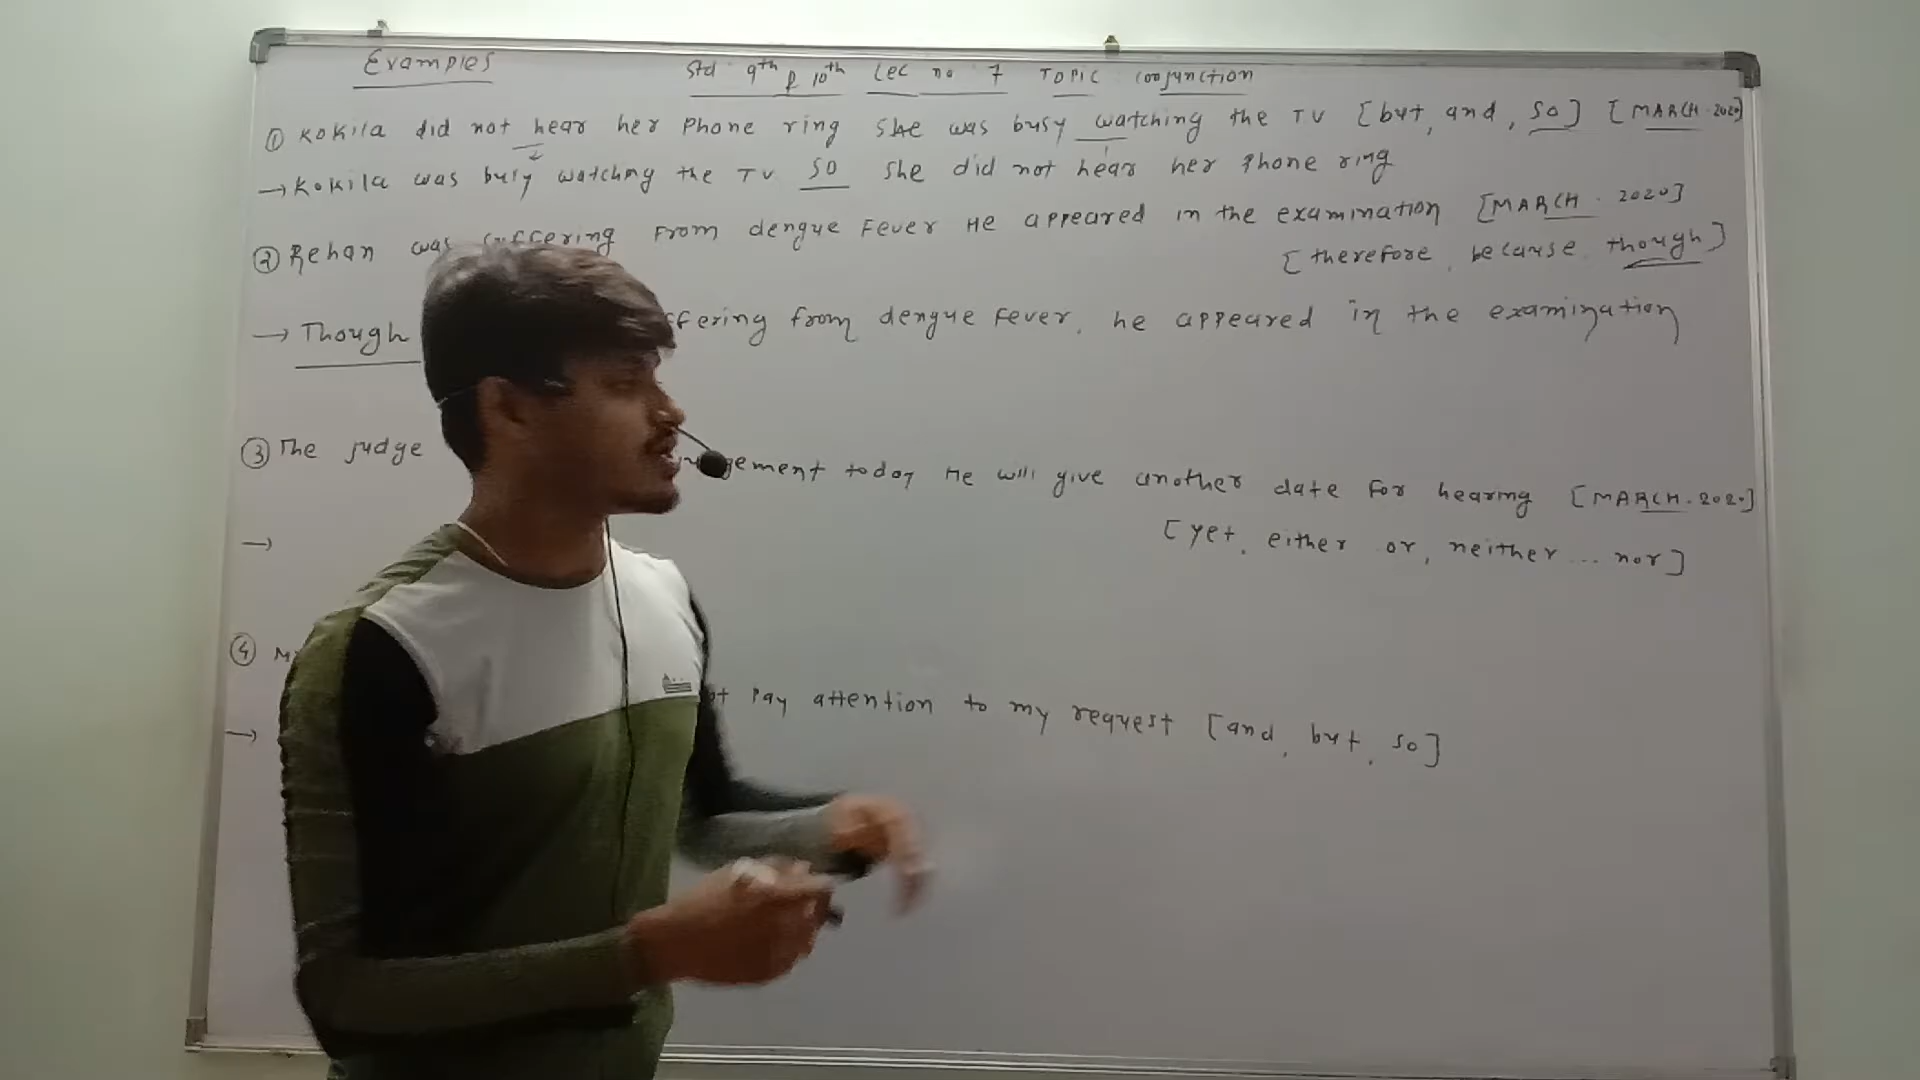 Examples
Std 9th & 10th Lec no 7 TOPIC conjunction
① Kokila did not hear her phone ring she was busy watching the TV [but, and, so] [MARCH-2020]
→ Kokila was busy watching the TV so she did not hear her phone ring
② Rehan was suffering from dengue fever He appeared in the examination [MARCH-2020]
[therefore, because, though]
→ Though ffering from dengue fever, he appeared in the examination
③ The judge gement today He will give another date for hearing [MARCH-2020]
[yet, either or, neither... nor]
→
④ M
pay attention to my request [and, but, so]
→